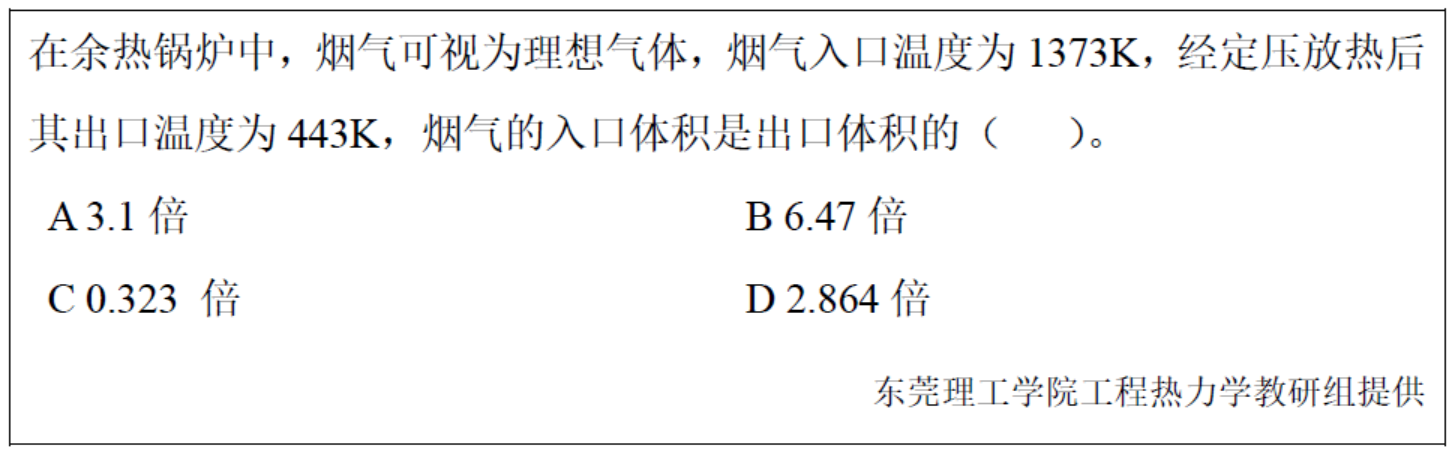 在余热锅炉中，烟气可视为理想气体，烟气入口温度为 1373K，经定压放热后
其出口温度为 443K，烟气的入口体积是出口体积的（　　）。
A 3.1 倍　　B 6.47 倍
C 0.323 倍　　D 2.864 倍
东莞理工学院工程热力学教研组提供